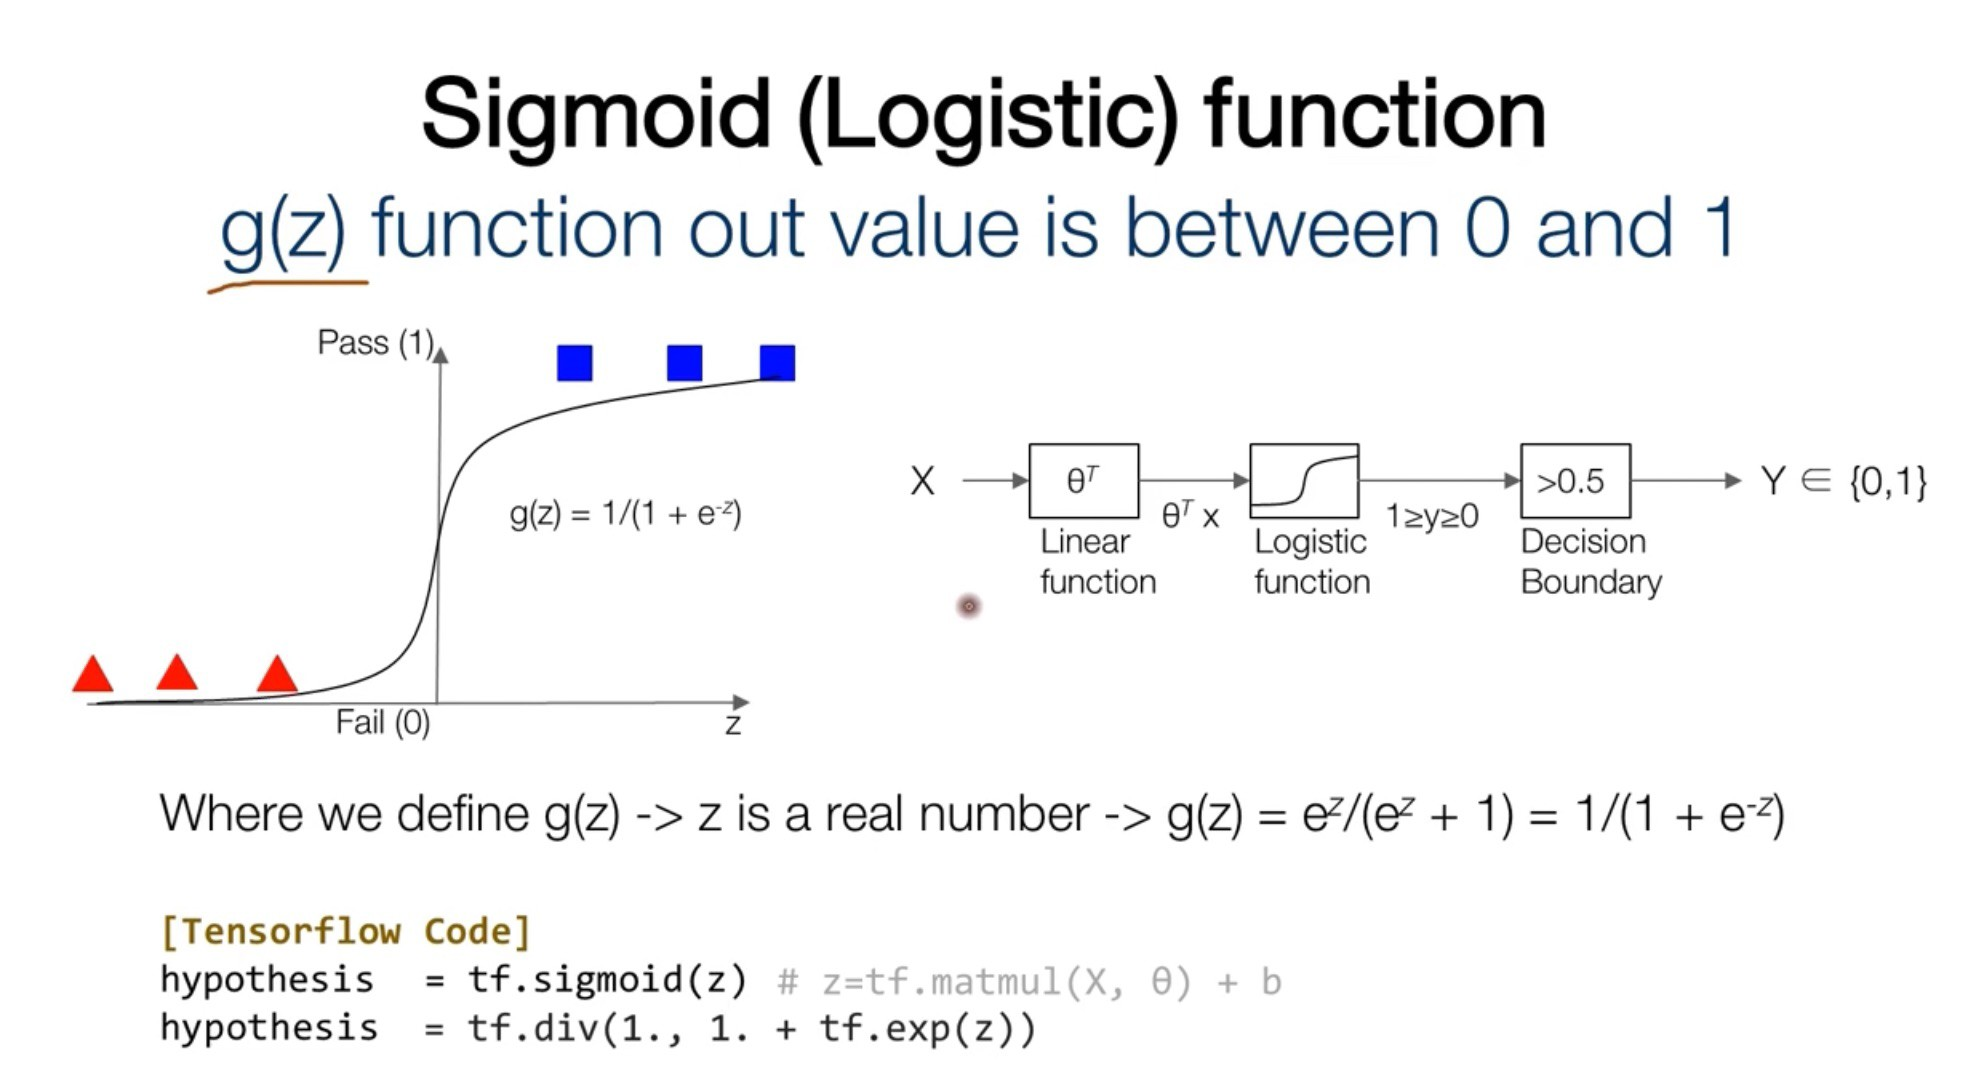 Sigmoid (Logistic) function
g(z) function out value is between 0 and 1
Pass (1)
g(z) = 1/(1 + e⁻ᶻ)
Fail (0)
z
X
θᵀ
θᵀ x
1≥y≥0
>0.5
Y ∈ {0,1}
Linear
function
Logistic
function
Decision
Boundary
Where we define g(z) -> z is a real number -> g(z) = eᶻ/(eᶻ + 1) = 1/(1 + e⁻ᶻ)
[Tensorflow Code]
hypothesis = tf.sigmoid(z) # z=tf.matmul(X, θ) + b
hypothesis = tf.div(1., 1. + tf.exp(z))